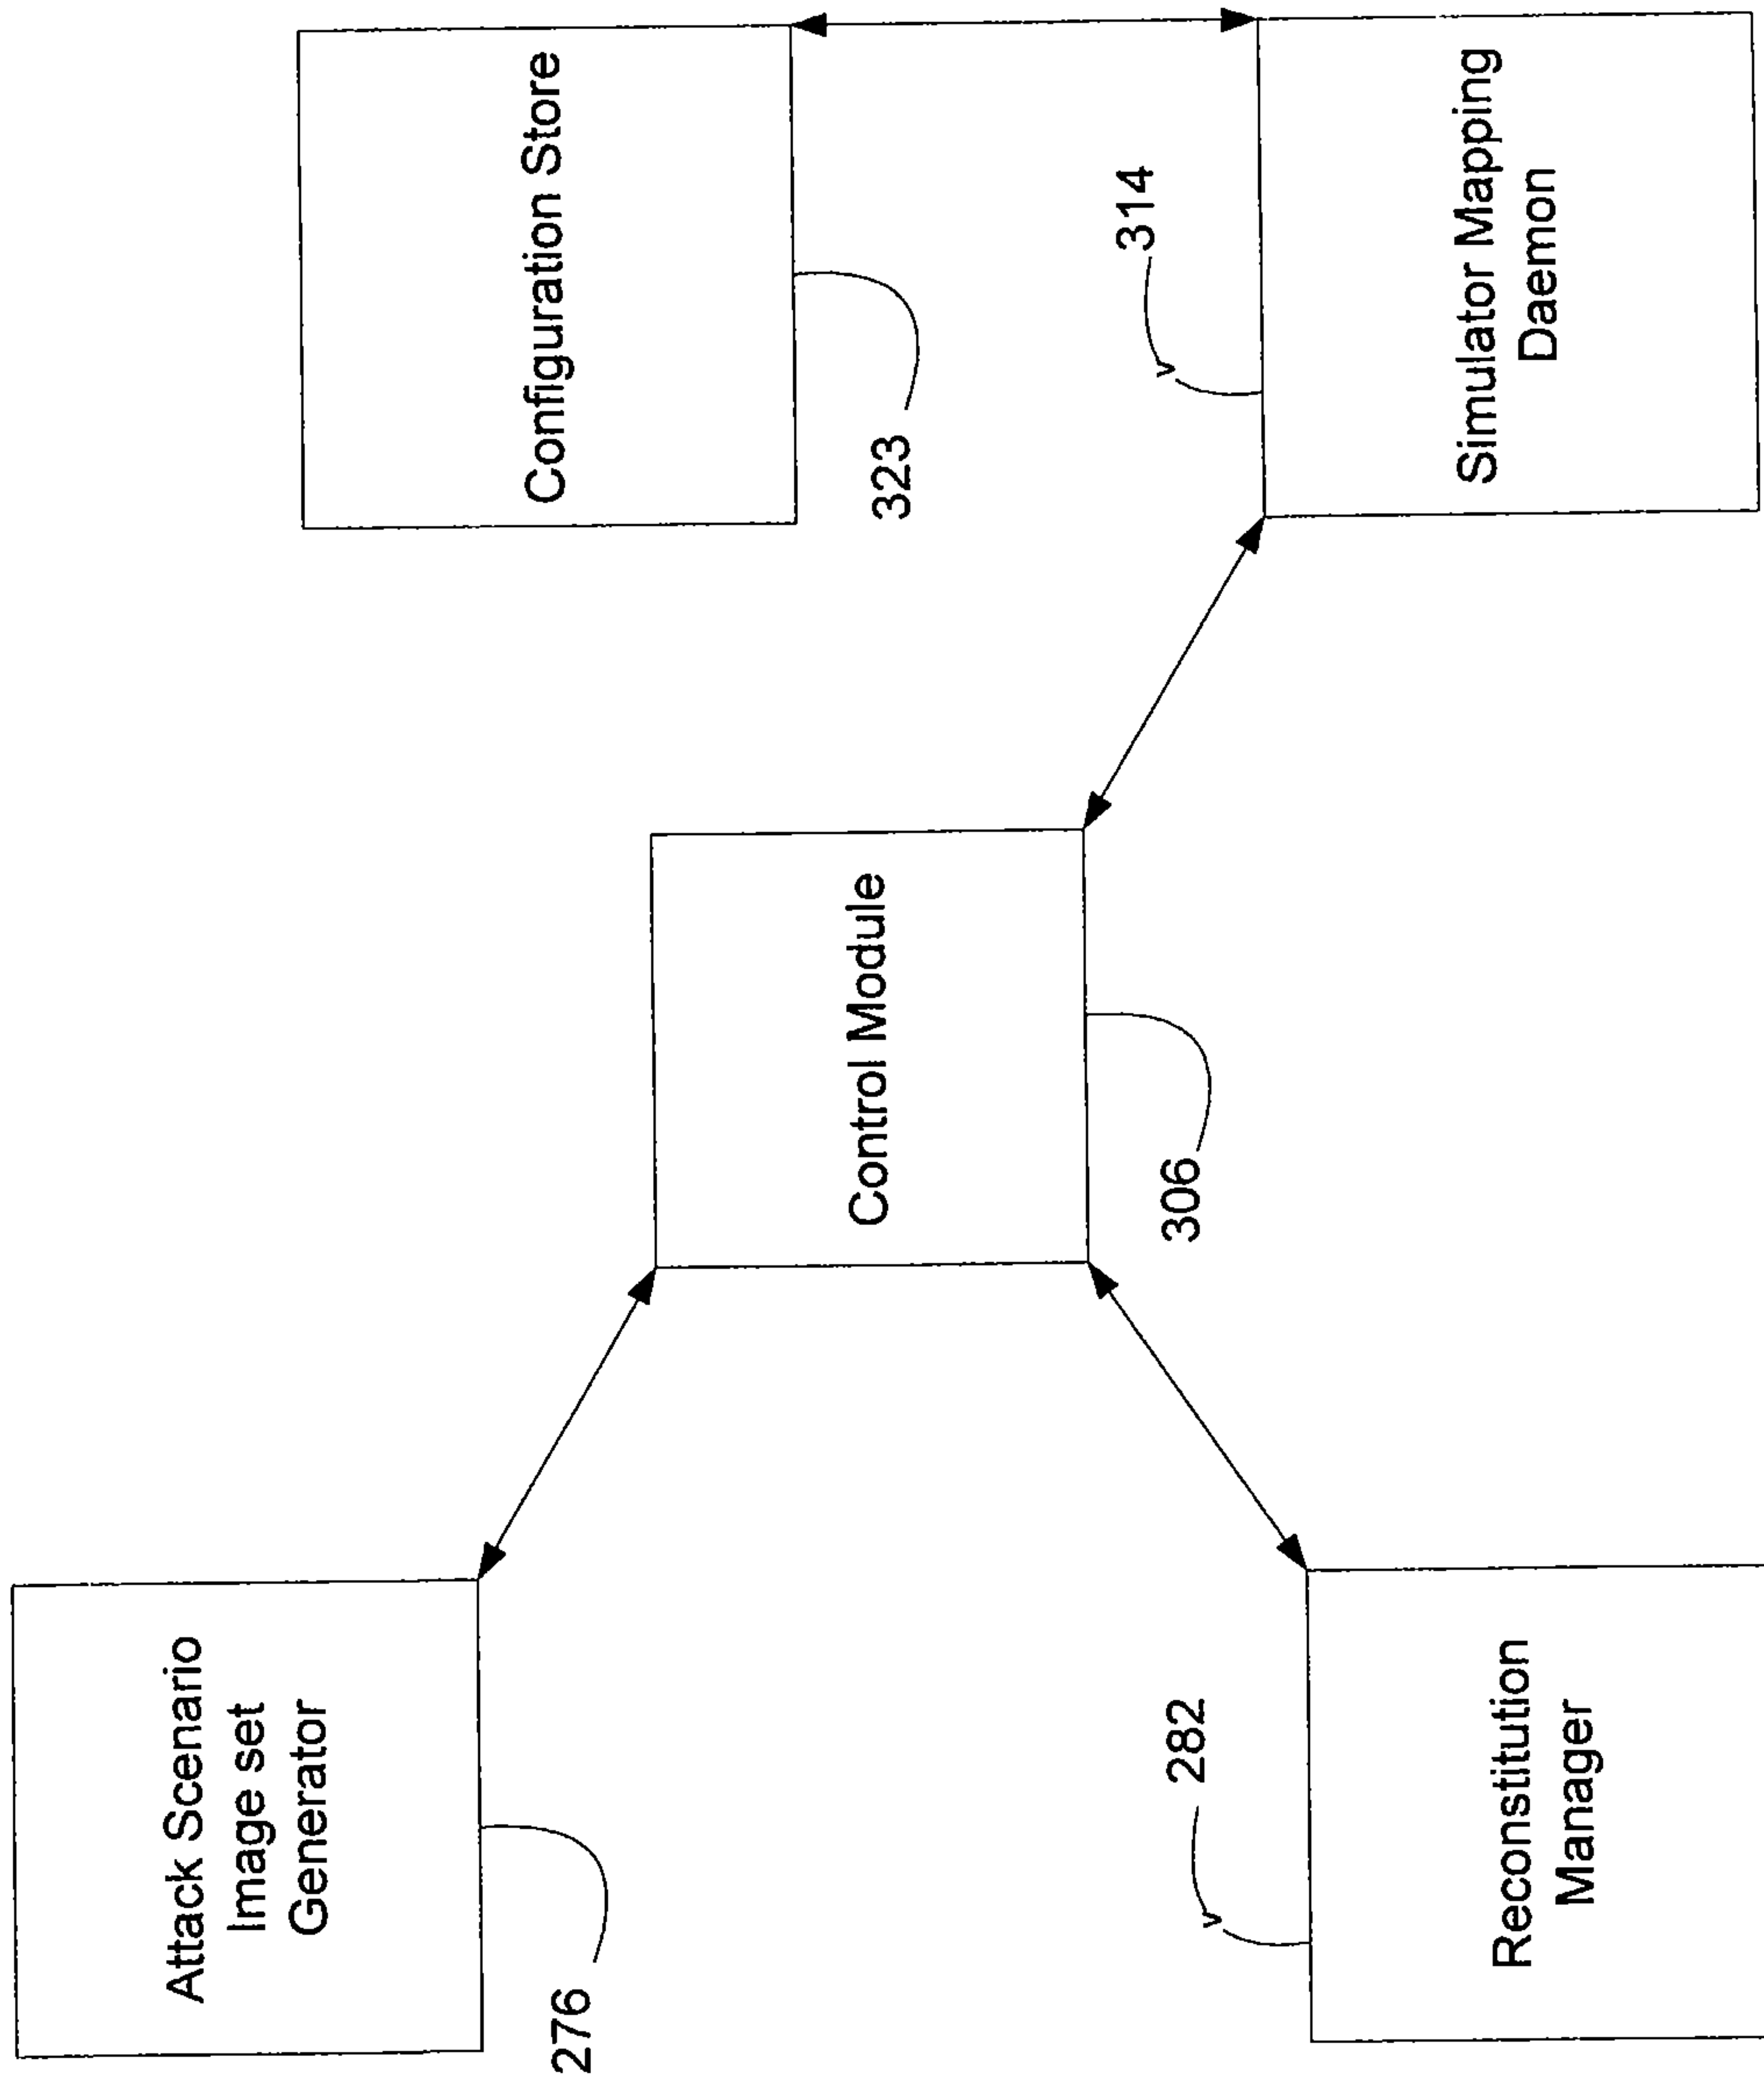 Attack Scenario
Image set
Generator
276
Configuration Store
323
Control Module
306
314
282
Reconstitution
Manager
Simulator Mapping
Daemon